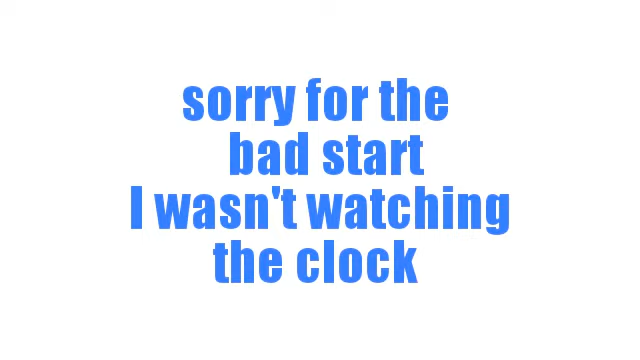 sorry for the
bad start
I wasn't watching
the clock